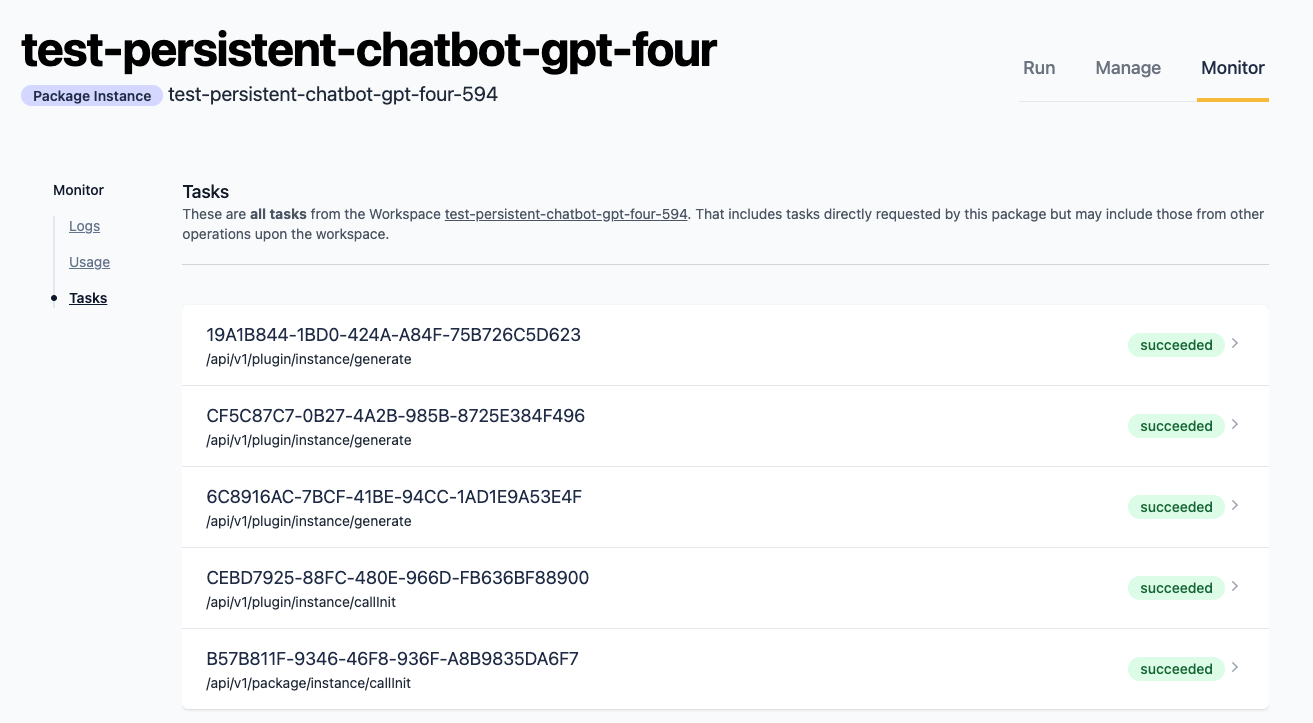 test-persistent-chatbot-gpt-four
Package Instance test-persistent-chatbot-gpt-four-594
Run Manage Monitor
Monitor
Logs
Usage
Tasks
Tasks
These are all tasks from the Workspace test-persistent-chatbot-gpt-four-594. That includes tasks directly requested by this package but may include those from other
operations upon the workspace.
19A1B844-1BD0-424A-A84F-75B726C5D623
/api/v1/plugin/instance/generate
succeeded
CF5C87C7-0B27-4A2B-985B-8725E384F496
/api/v1/plugin/instance/generate
succeeded
6C8916AC-7BCF-41BE-94CC-1AD1E9A53E4F
/api/v1/plugin/instance/generate
succeeded
CEBD7925-88FC-480E-966D-FB636BF88900
/api/v1/plugin/instance/callInit
succeeded
B57B811F-9346-46F8-936F-A8B9835DA6F7
/api/v1/package/instance/callInit
succeeded